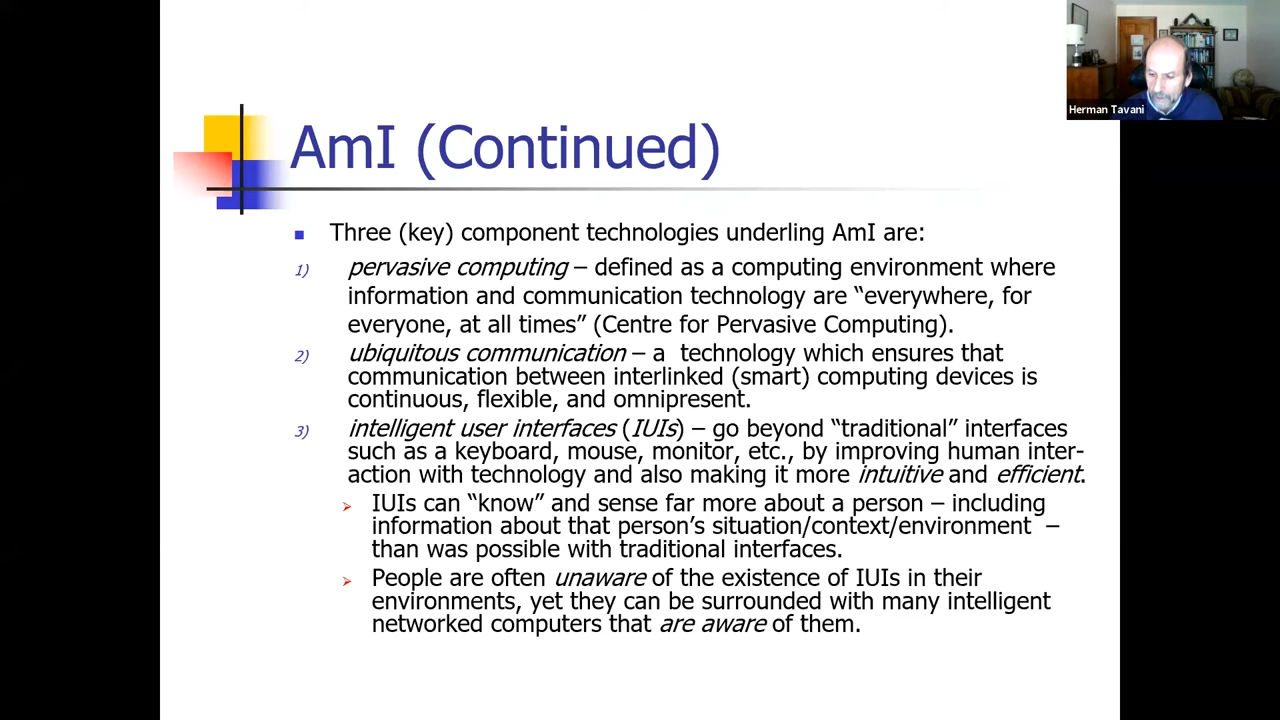 Herman Tavani
AmI (Continued)
Three (key) component technologies underling AmI are:
1) pervasive computing – defined as a computing environment where
information and communication technology are “everywhere, for
everyone, at all times” (Centre for Pervasive Computing).
2) ubiquitous communication – a technology which ensures that
communication between interlinked (smart) computing devices is
continuous, flexible, and omnipresent.
3) intelligent user interfaces (IUIs) – go beyond “traditional” interfaces
such as a keyboard, mouse, monitor, etc., by improving human inter-
action with technology and also making it more intuitive and efficient.
IUIs can “know” and sense far more about a person – including
information about that person’s situation/context/environment –
than was possible with traditional interfaces.
People are often unaware of the existence of IUIs in their
environments, yet they can be surrounded with many intelligent
networked computers that are aware of them.